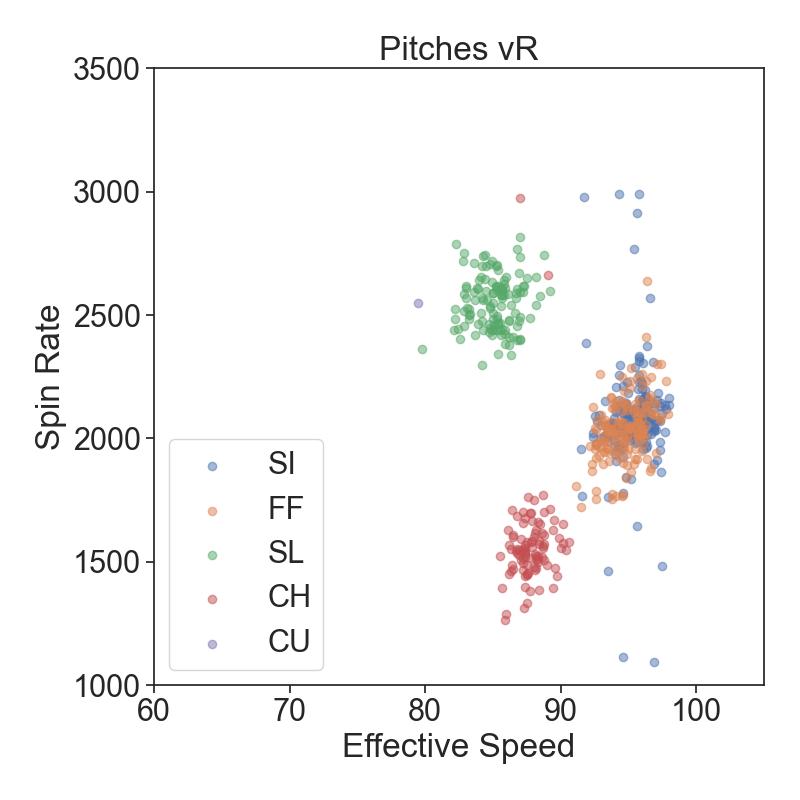 Pitches vR
3500
3000
2500
2000
1500
1000
Spin Rate
SI
FF
SL
CH
CU
60 70 80 90 100
Effective Speed